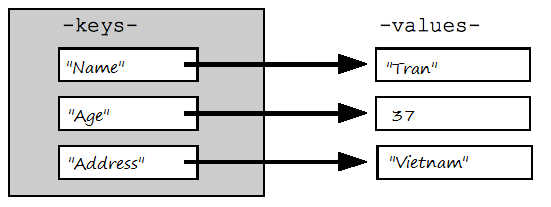 -keys- -values-
"Name" "Tran"
"Age" 37
"Address" "Vietnam"